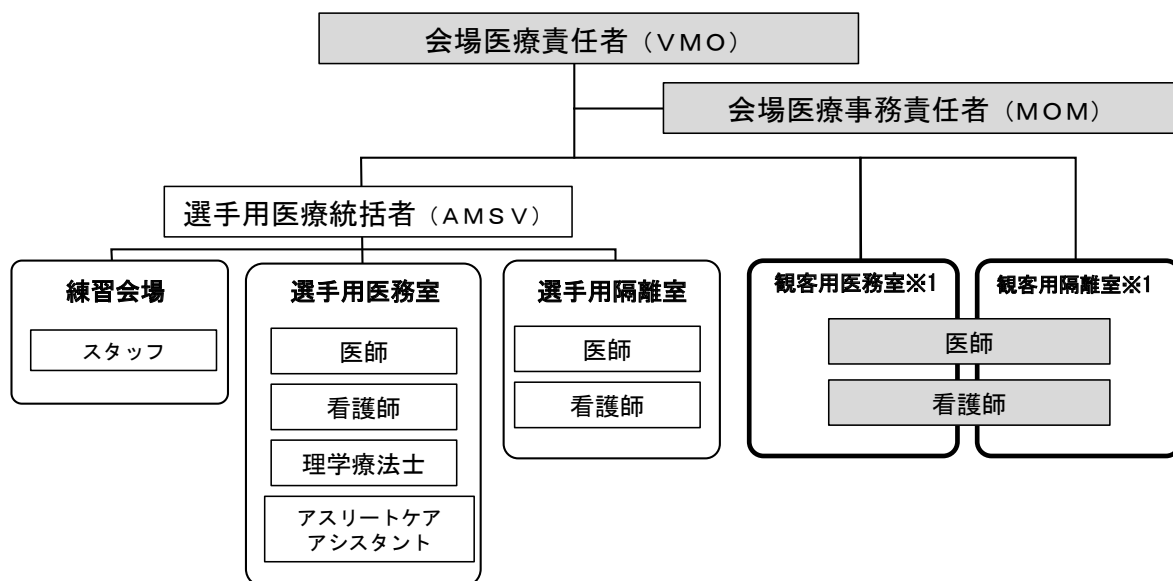 会場医療責任者（ＶＭＯ）
会場医療事務責任者（ＭＯＭ）
選手用医療統括者（ＡＭＳＶ）
練習会場
スタッフ
選手用医務室
医師
看護師
理学療法士
アスリートケア
アシスタント
選手用隔離室
医師
看護師
観客用医務室※1
観客用隔離室※1
医師
看護師